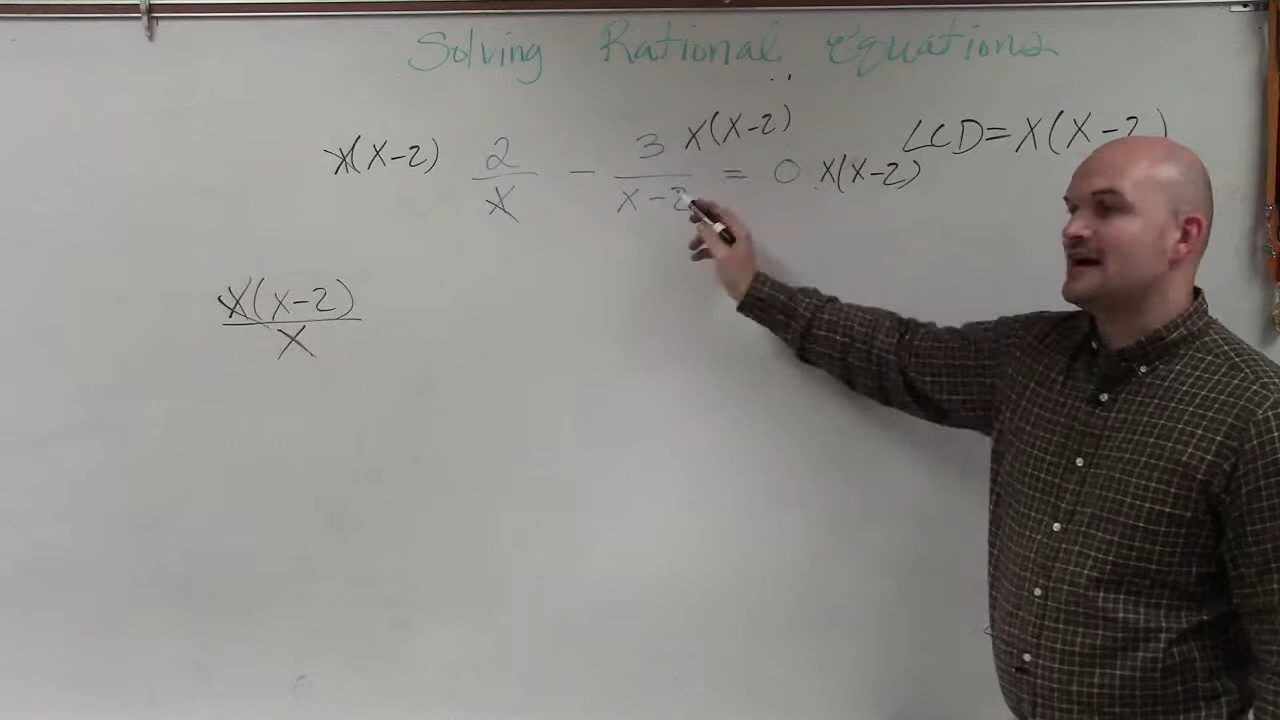 Solving Rational Equations
x(x-2) 2/x - 3/(x-2) x(x-2) = 0 x(x-2) LCD = x(x-2)
x(x-2)/x